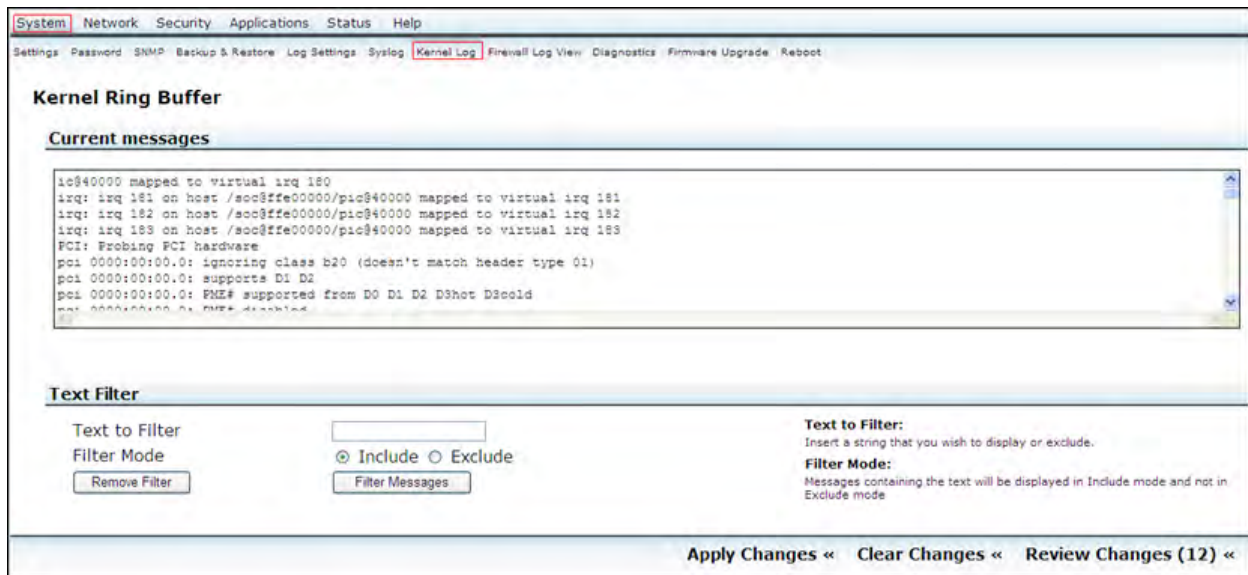 System Network Security Applications Status Help
Settings Password SNMP Backup & Restore Log Settings Syslog Kernel Log Firewall Log View Diagnostics Firmware Upgrade Reboot
Kernel Ring Buffer
Current messages
ic@40000 mapped to virtual irq 180
irq: irq 181 on host /soc@ffe00000/pic@40000 mapped to virtual irq 181
irq: irq 182 on host /soc@ffe00000/pic@40000 mapped to virtual irq 182
irq: irq 183 on host /soc@ffe00000/pic@40000 mapped to virtual irq 183
PCI: Probing PCI hardware
pci 0000:00:00.0: ignoring class b20 (doesn't match header type 01)
pci 0000:00:00.0: supports D1 D2
pci 0000:00:00.0: PME# supported from D0 D1 D2 D3hot D3cold
pci 0000:00:00.0: PME# disabled
Text Filter
Text to Filter
Filter Mode
Include Exclude
Remove Filter Filter Messages
Text to Filter:
Insert a string that you wish to display or exclude.
Filter Mode:
Messages containing the text will be displayed in Include mode and not in
Exclude mode
Apply Changes « Clear Changes « Review Changes (12) «